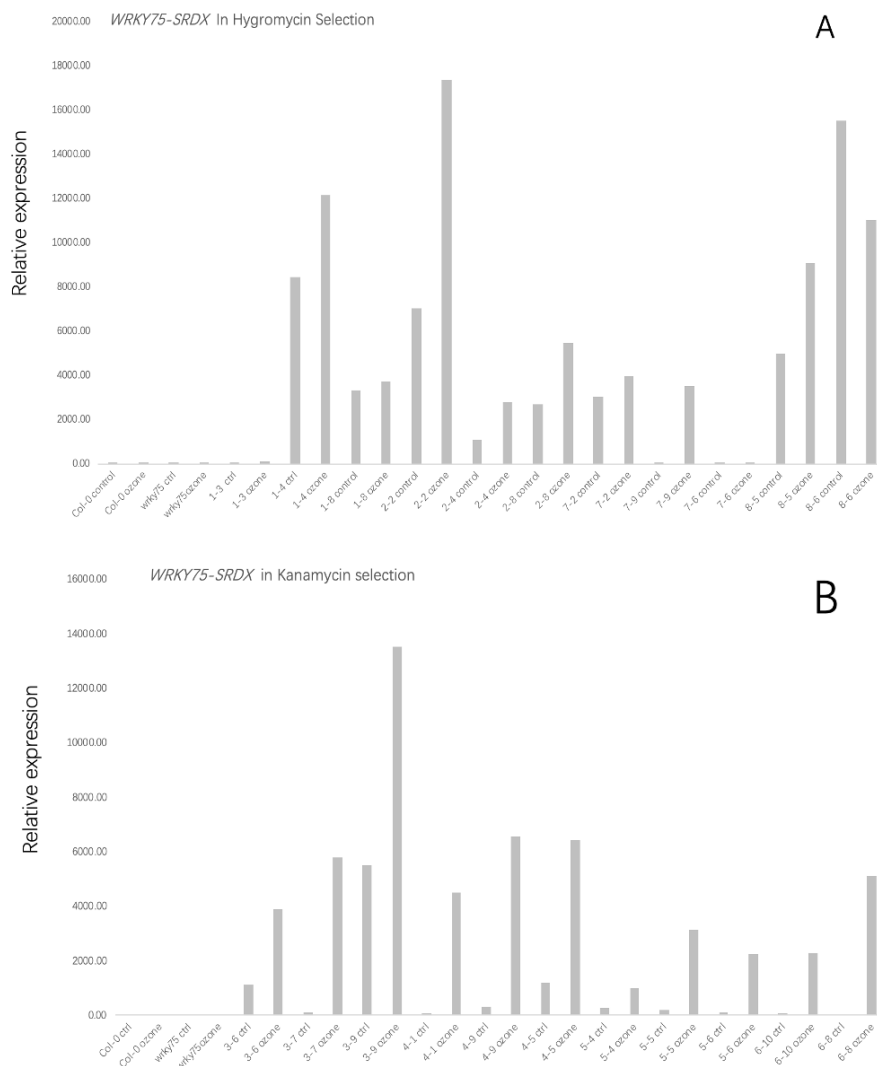 WRKY75-SRDX In Hygromycin Selection
A
Relative expression
20000.00
18000.00
16000.00
14000.00
12000.00
10000.00
8000.00
6000.00
4000.00
2000.00
0.00
Col-0 control
Col-0 ozone
wrky75 ctrl
wrky75 ozone
1-3 ctrl
1-3 ozone
1-4 ctrl
1-4 ozone
1-8 control
1-8 ozone
2-2 control
2-2 ozone
2-4 control
2-4 ozone
2-8 control
2-8 ozone
7-2 control
7-2 ozone
7-9 control
7-9 ozone
7-6 control
7-6 ozone
8-5 control
8-5 ozone
8-6 control
8-6 ozone
WRKY75-SRDX in Kanamycin selection
B
Relative expression
16000.00
14000.00
12000.00
10000.00
8000.00
6000.00
4000.00
2000.00
0.00
Col-0 ctrl
Col-0 ozone
wrky75 ctrl
wrky75 ozone
3-6 ctrl
3-6 ozone
3-7 ctrl
3-7 ozone
3-9 ctrl
3-9 ozone
4-1 ctrl
4-1 ozone
4-9 ctrl
4-9 ozone
4-5 ctrl
4-5 ozone
5-4 ctrl
5-4 ozone
5-5 ctrl
5-5 ozone
5-6 ctrl
5-6 ozone
6-10 ctrl
6-10 ozone
6-8 ctrl
6-8 ozone